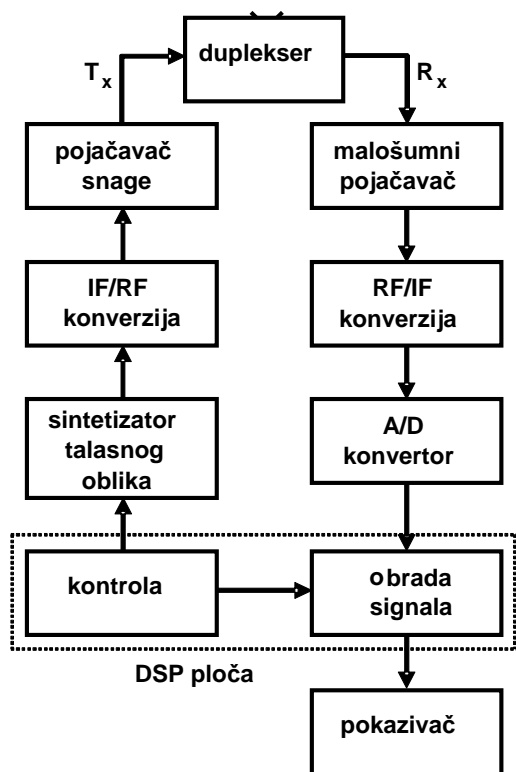 duplekser
T x
R x
pojačavač
snage
malošumni
pojačavač
IF/RF
konverzija
RF/IF
konverzija
sintetizator
talasnog
oblika
A/D
konvertor
kontrola
obrada
signala
DSP ploča
pokazivač